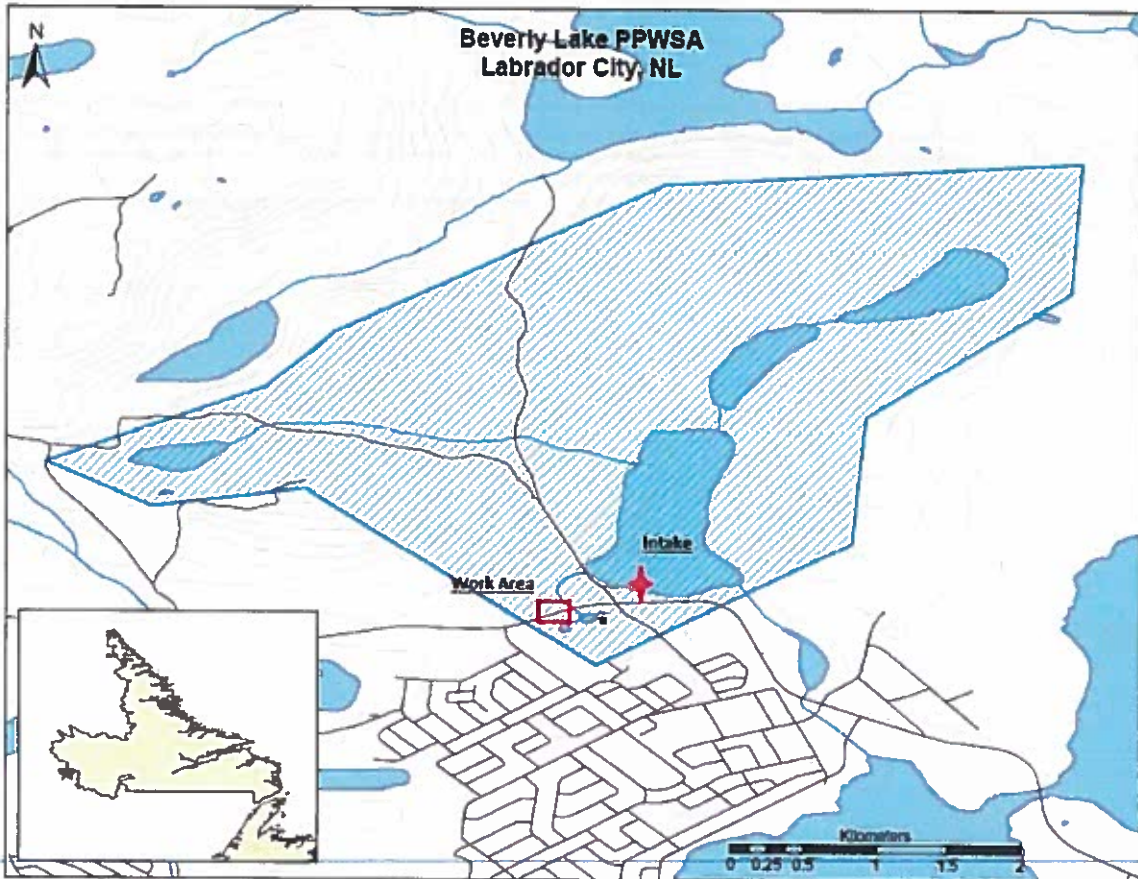 N
Beverly Lake PPWSA
Labrador City, NL
Intake
Work Area
Kilometers
0 0.25 0.5 1 1.5 2